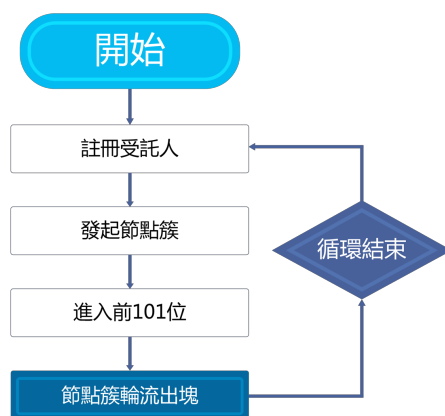 開始
註冊受託人
發起節點簇
循環結束
進入前101位
節點簇輪流出塊